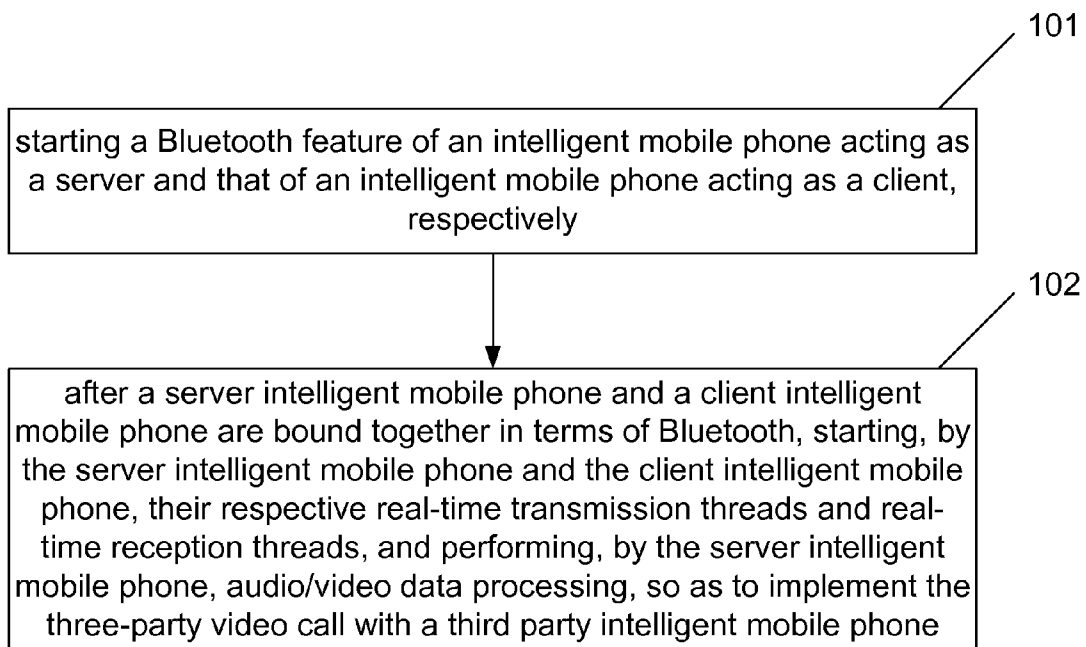 101
starting a Bluetooth feature of an intelligent mobile phone acting as
a server and that of an intelligent mobile phone acting as a client,
respectively
102
after a server intelligent mobile phone and a client intelligent
mobile phone are bound together in terms of Bluetooth, starting, by
the server intelligent mobile phone and the client intelligent mobile
phone, their respective real-time transmission threads and real-
time reception threads, and performing, by the server intelligent
mobile phone, audio/video data processing, so as to implement the
three-party video call with a third party intelligent mobile phone